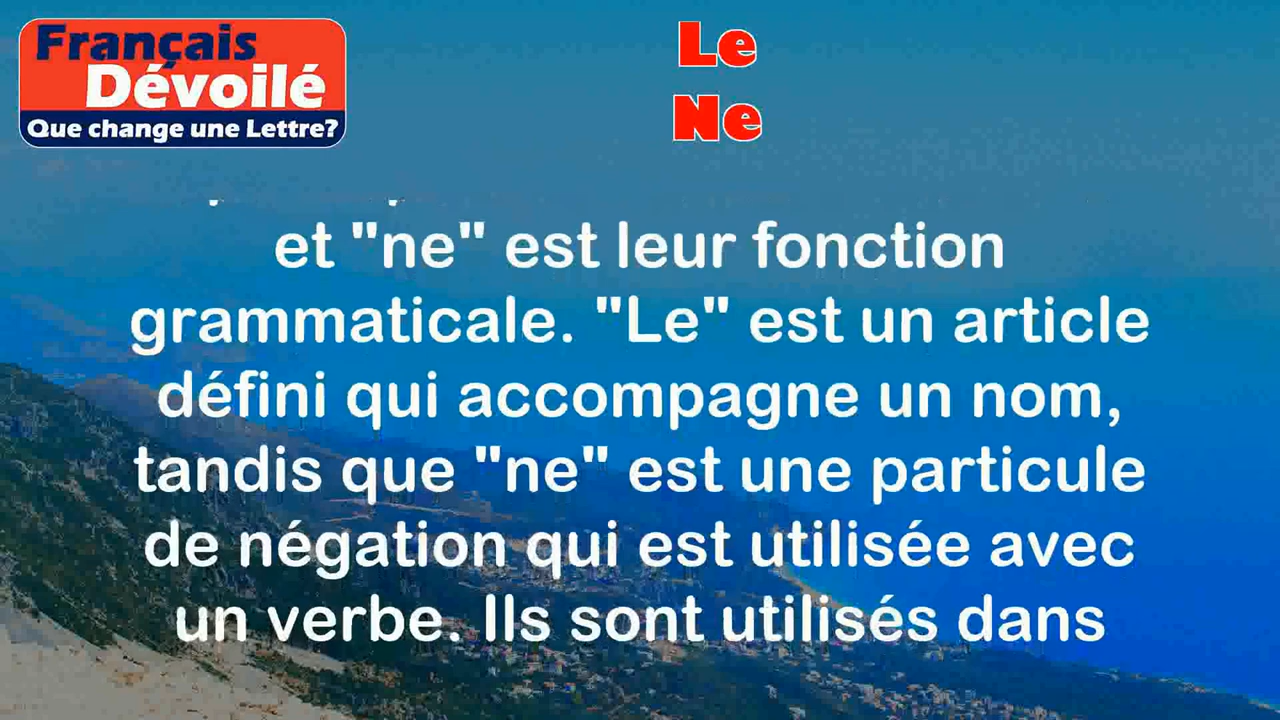 Français
Dévoilé
Que change une Lettre?
Le
Ne
et "ne" est leur fonction
grammaticale. "Le" est un article
défini qui accompagne un nom,
tandis que "ne" est une particule
de négation qui est utilisée avec
un verbe. Ils sont utilisés dans